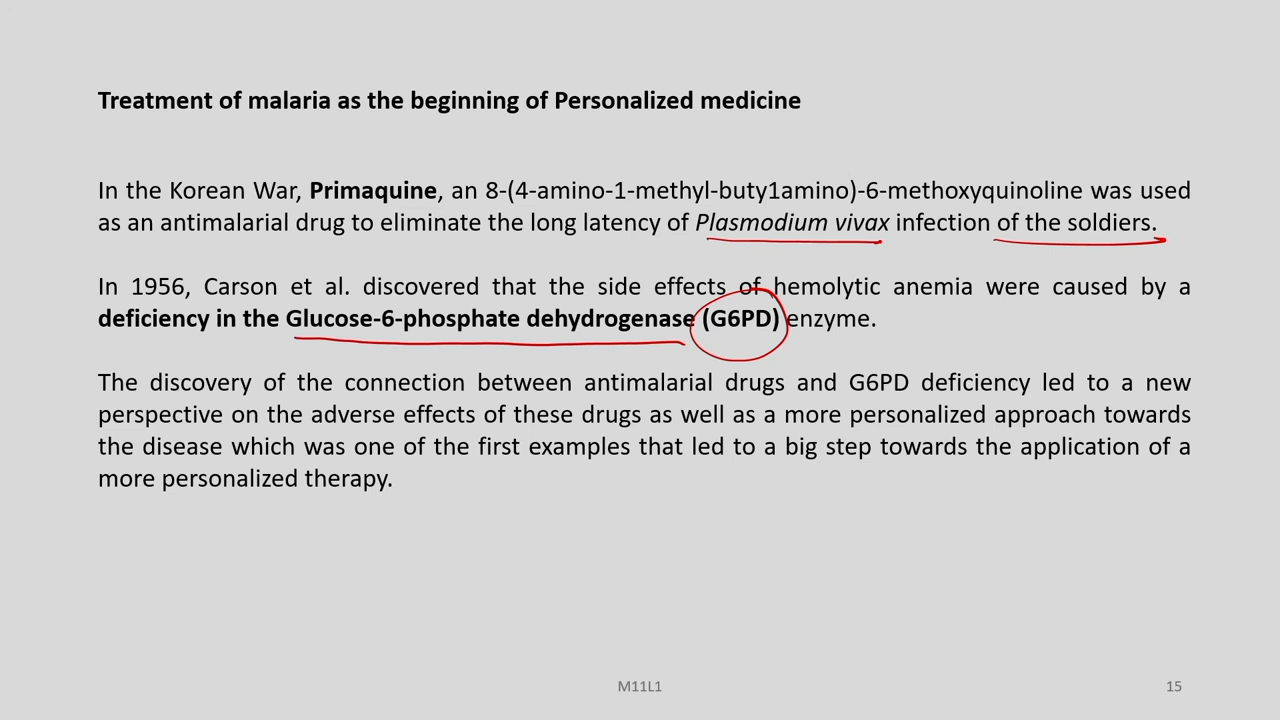 Treatment of malaria as the beginning of Personalized medicine
In the Korean War, Primaquine, an 8-(4-amino-1-methyl-buty1amino)-6-methoxyquinoline was used
as an antimalarial drug to eliminate the long latency of Plasmodium vivax infection of the soldiers.
In 1956, Carson et al. discovered that the side effects of hemolytic anemia were caused by a
deficiency in the Glucose-6-phosphate dehydrogenase (G6PD) enzyme.
The discovery of the connection between antimalarial drugs and G6PD deficiency led to a new
perspective on the adverse effects of these drugs as well as a more personalized approach towards
the disease which was one of the first examples that led to a big step towards the application of a
more personalized therapy.
M11L1
15